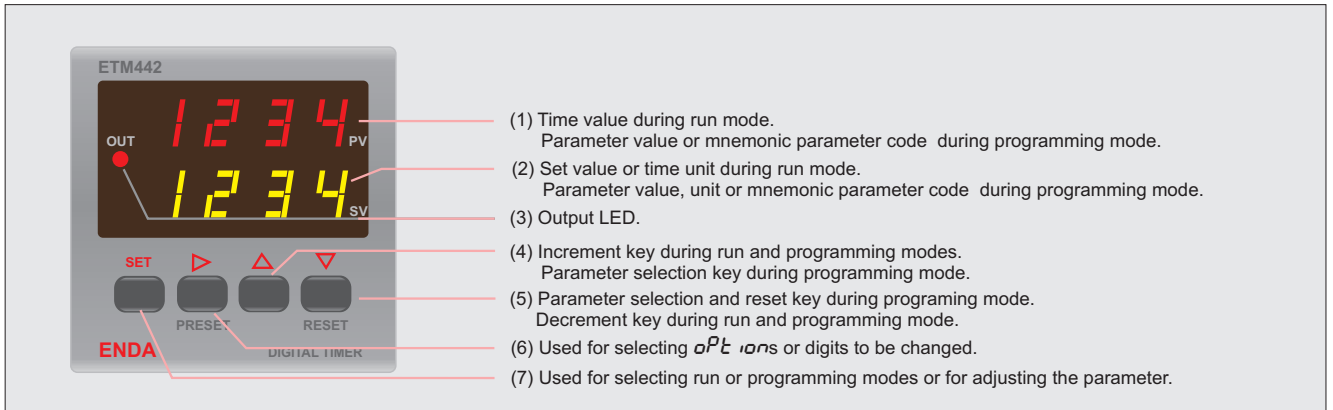 ETM442
1234
PV
OUT
1234
SV
SET
PRESET
RESET
ENDA
DIGITAL TIMER
(1) Time value during run mode.
Parameter value or mnemonic parameter code during programming mode.
(2) Set value or time unit during run mode.
Parameter value, unit or mnemonic parameter code during programming mode.
(3) Output LED.
(4) Increment key during run and programming modes.
Parameter selection key during programming mode.
(5) Parameter selection and reset key during programing mode.
Decrement key during run and programming mode.
(6) Used for selecting oPtions or digits to be changed.
(7) Used for selecting run or programming modes or for adjusting the parameter.